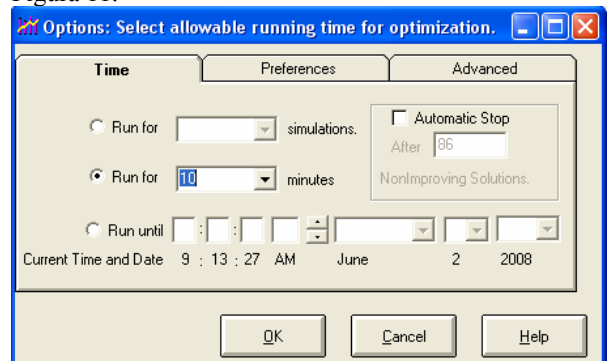 Figura 11.
Options: Select allowable running time for optimization.
Time Preferences Advanced
Run for simulations.
Automatic Stop
After 86
NonImproving Solutions.
Run for 10 minutes
Run until : :
Current Time and Date 9 : 13 : 27 AM June 2 2008
OK Cancel Help